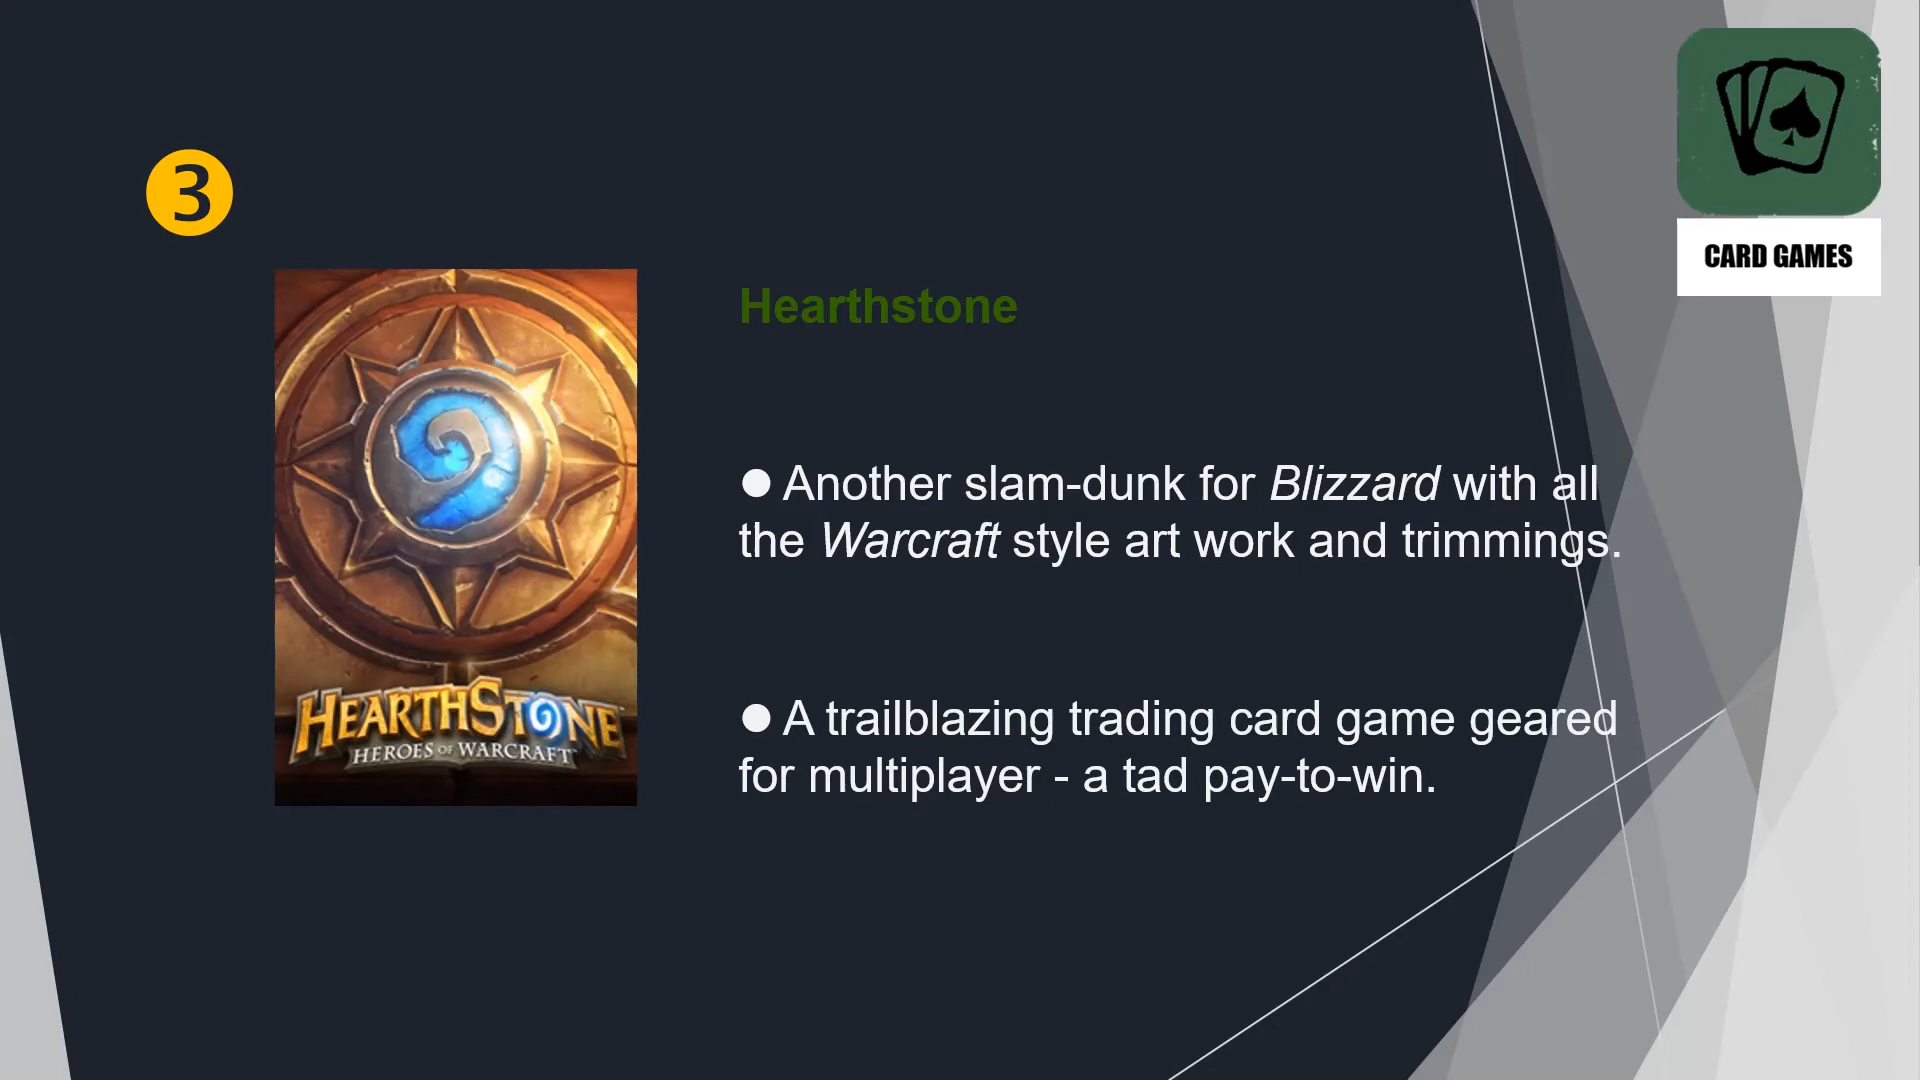 CARD GAMES
3
Hearthstone
● Another slam-dunk for Blizzard with all
the Warcraft style art work and trimmings.
● A trailblazing trading card game geared
for multiplayer - a tad pay-to-win.
HEARTHSTONE
HEROES OF WARCRAFT™